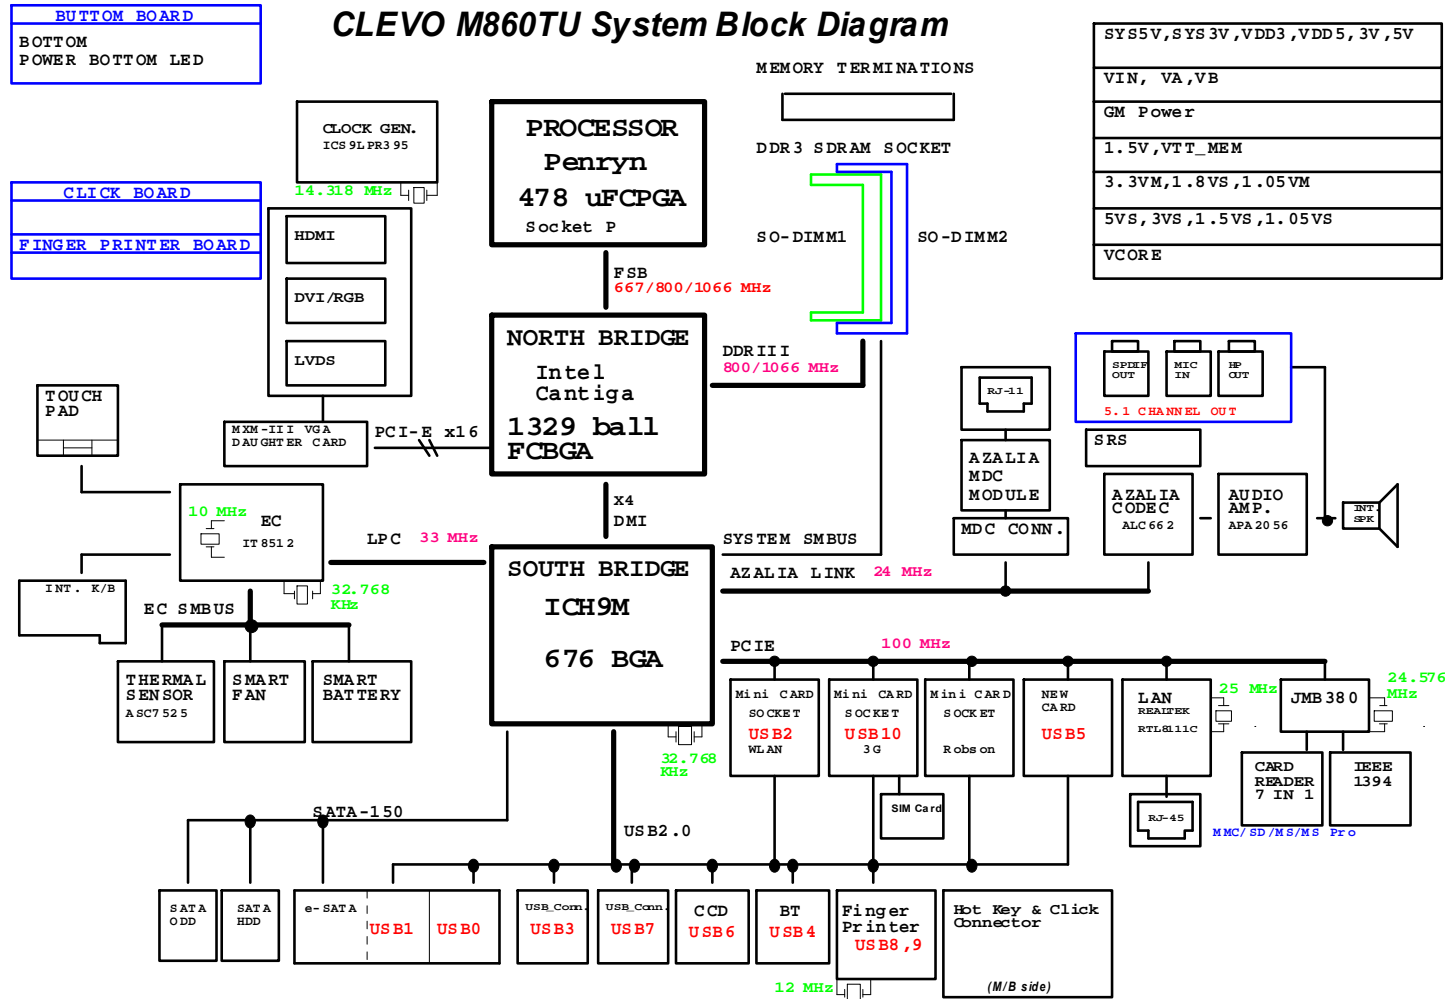 CLEVO M860TU System Block Diagram
BUTTOM BOARD
BOTTOM
POWER BOTTOM LED
CLICK BOARD
FINGER PRINTER BOARD
CLOCK GEN.
ICS9LPR395
14.318 MHz
HDMI
DVI/RGB
LVDS
MXM-III VGA
DAUGHTER CARD
PCI-E x16
PROCESSOR
Penryn
478 uFCPGA
Socket P
FSB
667/800/1066 MHz
NORTH BRIDGE
Intel
Cantiga
1329 ball
FCBGA
X4
DMI
MEMORY TERMINATIONS
DDR3 SDRAM SOCKET
SO-DIMM1
SO-DIMM2
DDRIII
800/1066 MHz
SYS5V,SYS3V,VDD3,VDD5,3V,5V
VIN, VA,VB
GM Power
1.5V,VTT_MEM
3.3VM,1.8VS,1.05VM
5VS,3VS,1.5VS,1.05VS
VCORE
SPDIF
OUT
MIC
IN
HP
OUT
5.1 CHANNEL OUT
SRS
RJ-11
AZALIA
MDC
MODULE
MDC CONN.
AZALIA
CODEC
ALC662
AUDIO
AMP.
APA2056
INT.
SPK
TOUCH
PAD
10 MHz
EC
IT8512
32.768
KHz
INT. K/B
EC SMBUS
THERMAL
SENSOR
ASC7525
SMART
FAN
SMART
BATTERY
LPC
33 MHz
SOUTH BRIDGE
ICH9M
676 BGA
32.768
KHz
SYSTEM SMBUS
AZALIA LINK
24 MHz
PCIE
100 MHz
Mini CARD
SOCKET
USB2
WLAN
Mini CARD
SOCKET
USB10
3G
SIM Card
Mini CARD
SOCKET
Robson
NEW
CARD
USB5
LAN
REALTEK
RTL8111C
25 MHz
RJ-45
JMB380
24.576
MHz
CARD
READER
7 IN 1
IEEE
1394
MMC/SD/MS/MS Pro
SATA-150
USB2.0
SATA
ODD
SATA
HDD
e-SATA
USB1
USB0
USB_Conn.
USB3
USB_Conn.
USB7
CCD
USB6
BT
USB4
Finger
Printer
USB8,9
12 MHz
Hot Key & Click
Connector
(M/B side)